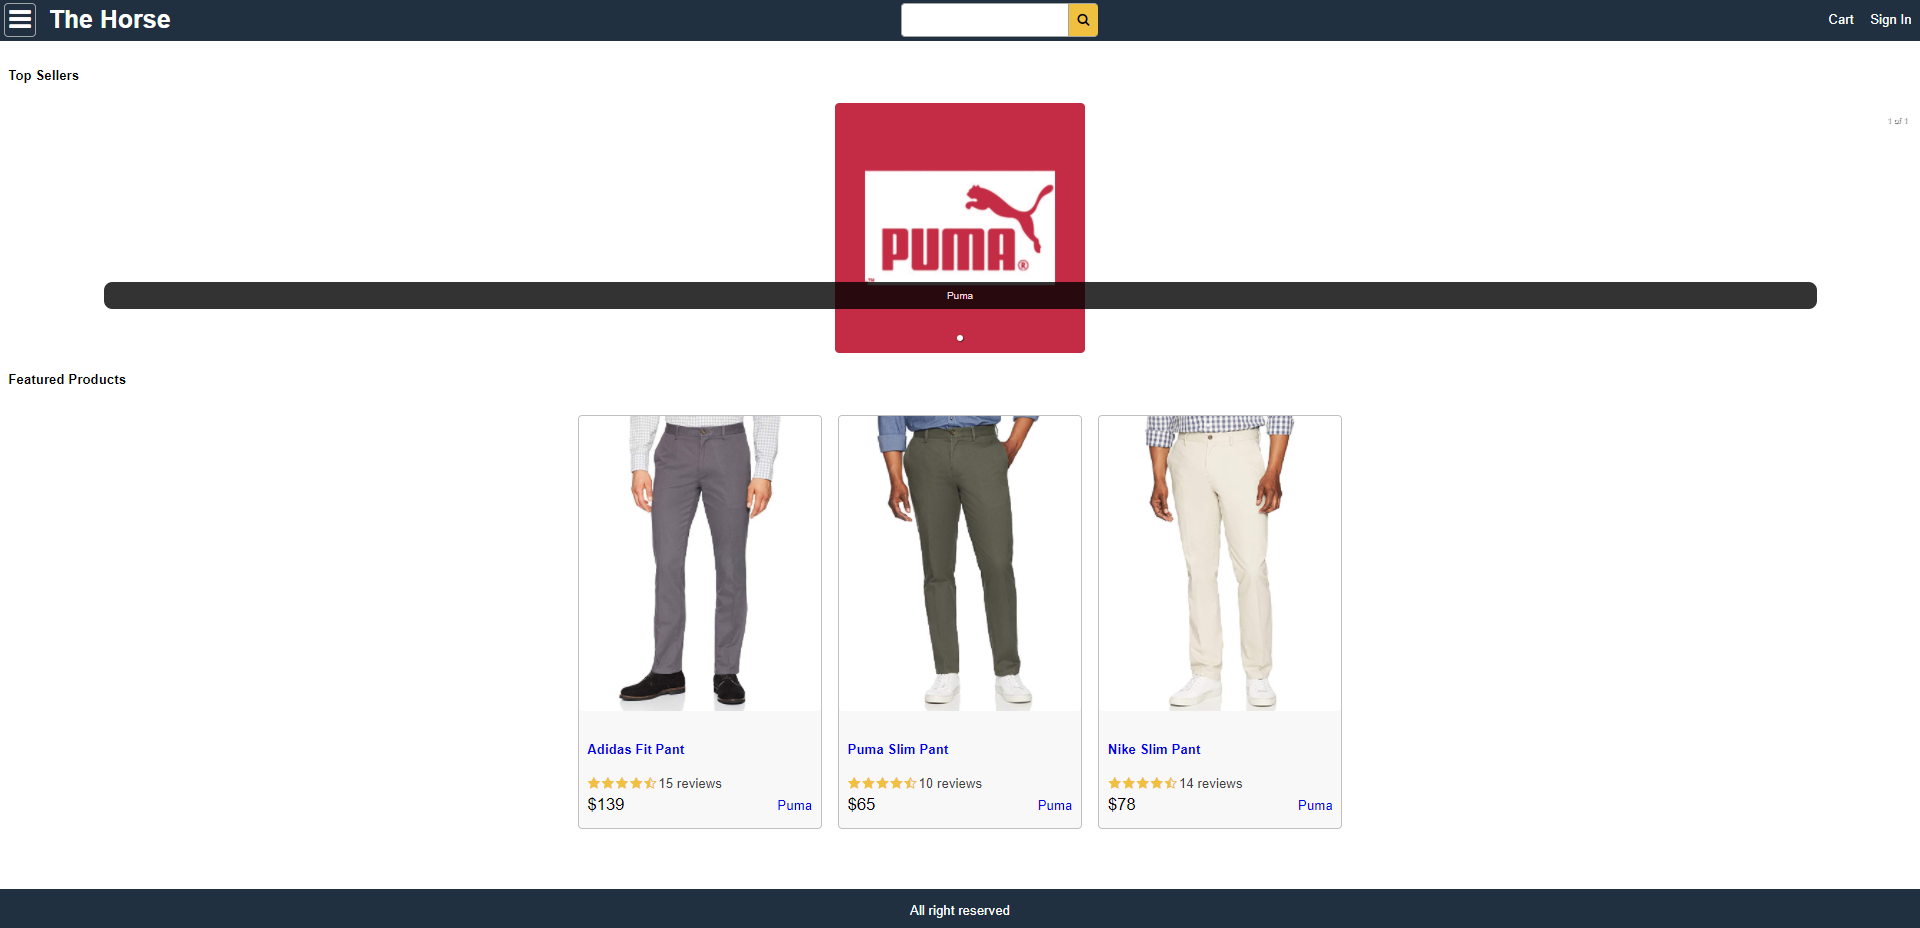 The Horse
Cart
Sign In
Top Sellers
1 of 1
PUMA®
™
Puma
Featured Products
Adidas Fit Pant
15 reviews
$139
Puma
Puma Slim Pant
10 reviews
$65
Puma
Nike Slim Pant
14 reviews
$78
Puma
All right reserved